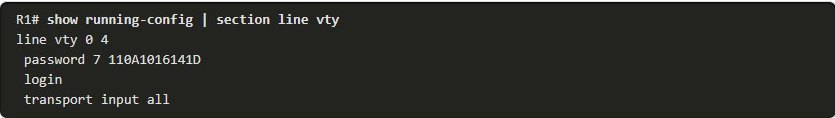 R1# show running-config | section line vty
line vty 0 4
 password 7 110A1016141D
 login
 transport input all